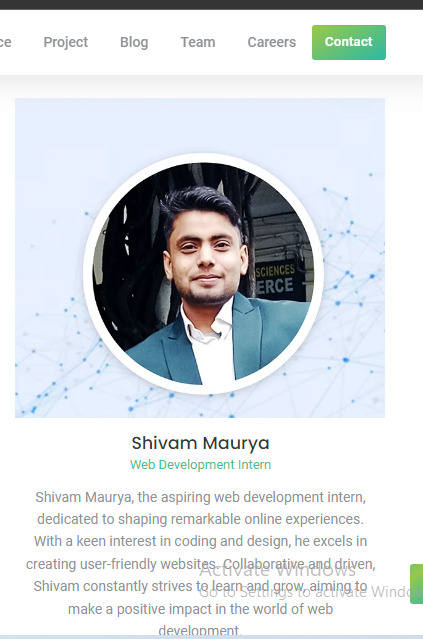 ce Project Blog Team Careers Contact
SCIENCES
ERCE
Shivam Maurya
Web Development Intern
Shivam Maurya, the aspiring web development intern,
dedicated to shaping remarkable online experiences.
With a keen interest in coding and design, he excels in
creating user-friendly websites. Collaborative and driven,
Activate Windows
Shivam constantly strives to learn and grow, aiming to
Go to Settings to activate Window
make a positive impact in the world of web
development.